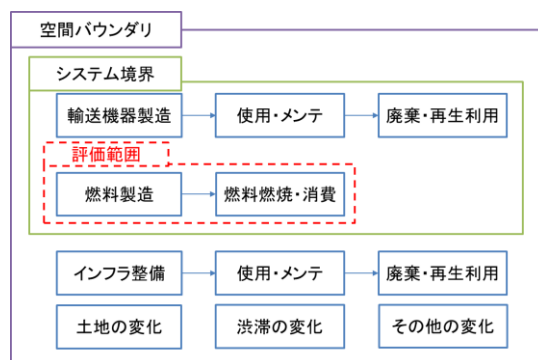 空間バウンダリ
システム境界
輸送機器製造
使用・メンテ
廃棄・再生利用
評価範囲
燃料製造
燃料燃焼・消費
インフラ整備
使用・メンテ
廃棄・再生利用
土地の変化
渋滞の変化
その他の変化